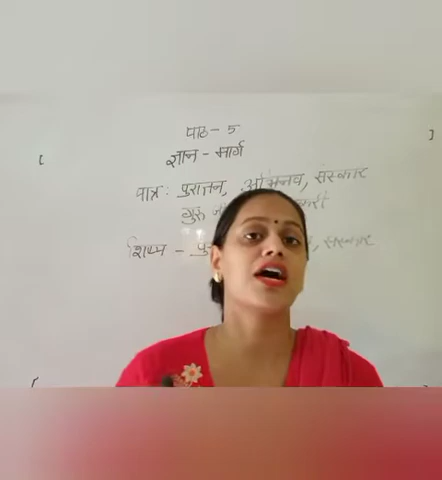 पाठ - 5
ज्ञान - मार्ग
पात्र : पुरातन, अभिनव, संस्कार
गुरु
शिष्य - संस्कार